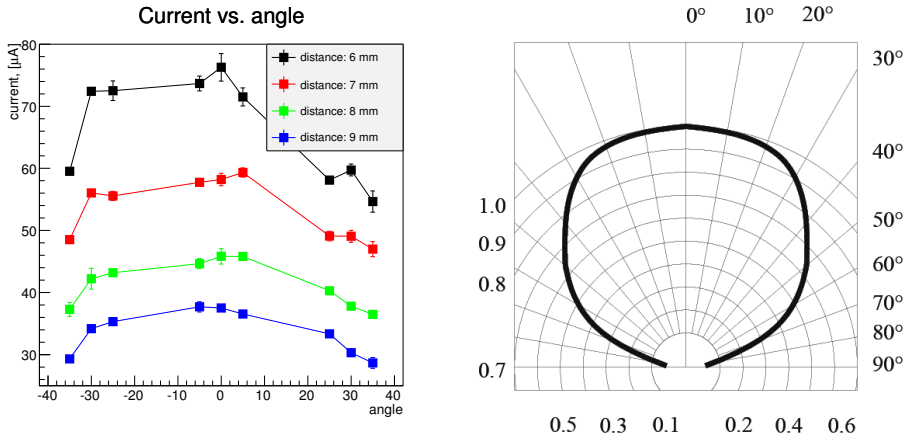 Current vs. angle
current, [μA]
80
70
60
50
40
30
distance: 6 mm
distance: 7 mm
distance: 8 mm
distance: 9 mm
-40 -30 -20 -10 0 10 20 30 40
angle
0° 10° 20°
30°
40°
50°
60°
70°
80°
90°
1.0
0.9
0.8
0.7
0.5 0.3 0.1 0.2 0.4 0.6